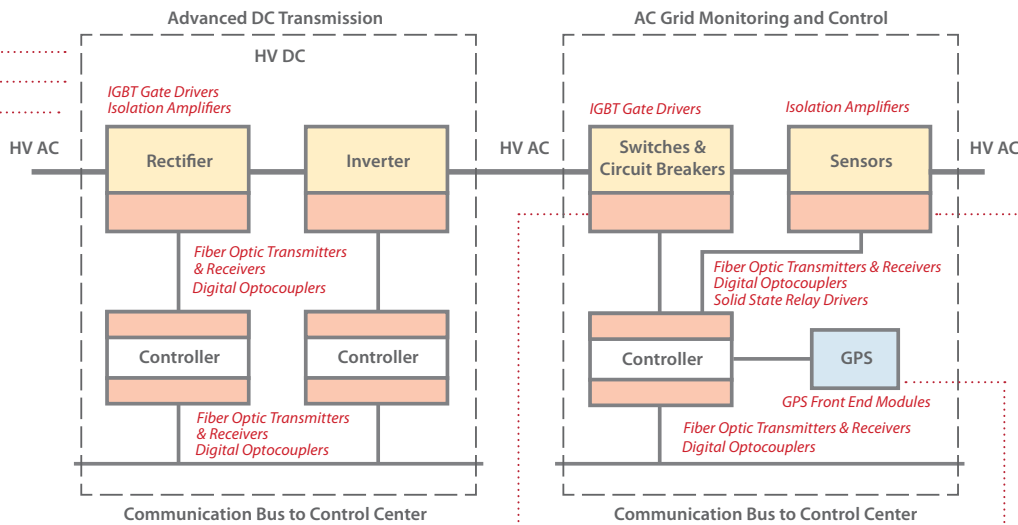 Advanced DC Transmission
HV DC
IGBT Gate Drivers
Isolation Amplifiers
HV AC
Rectifier
Inverter
Fiber Optic Transmitters
& Receivers
Digital Optocouplers
Controller
Controller
Fiber Optic Transmitters
& Receivers
Digital Optocouplers
Communication Bus to Control Center
AC Grid Monitoring and Control
HV AC
IGBT Gate Drivers
Isolation Amplifiers
Switches &
Circuit Breakers
Sensors
HV AC
Fiber Optic Transmitters & Receivers
Digital Optocouplers
Solid State Relay Drivers
Controller
GPS
GPS Front End Modules
Fiber Optic Transmitters & Receivers
Digital Optocouplers
Communication Bus to Control Center